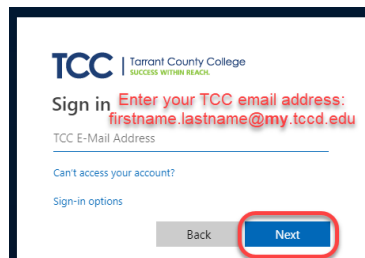 TCC | Tarrant County College
SUCCESS WITHIN REACH.
Sign in Enter your TCC email address:
firstname.lastname@my.tccd.edu
TCC E-Mail Address
Can't access your account?
Sign-in options
Back Next